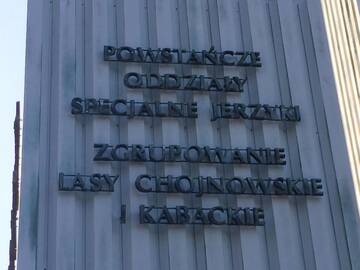 POWSTAŃCZE
ODDZIAŁY
SPECJALNE JERZYKI
ZGRUPOWANIE
LASY CHOJNOWSKIE
I KABACKIE